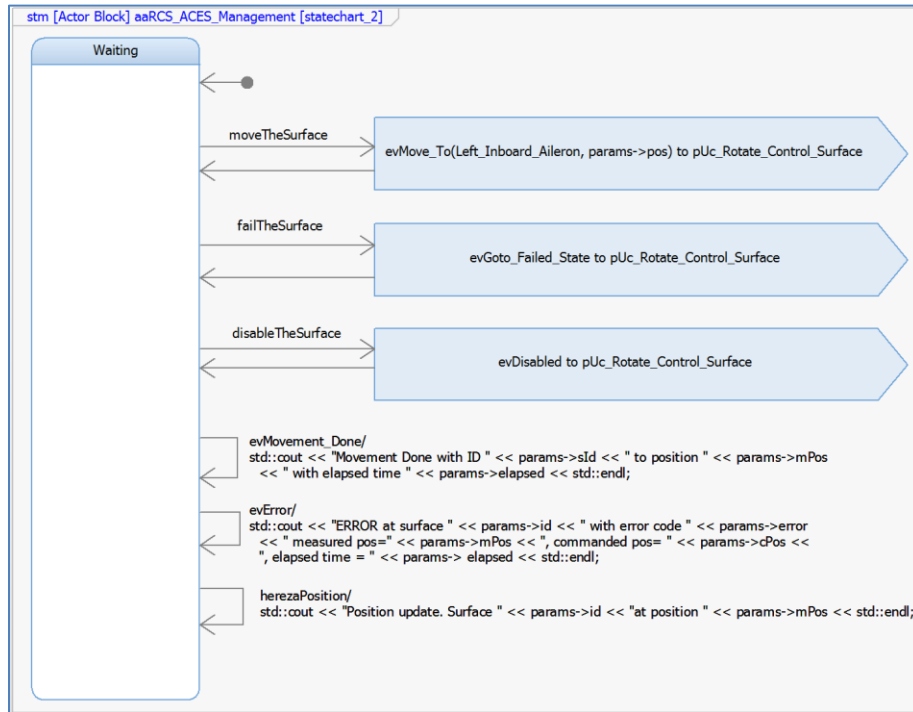 stm [Actor Block] aaRCS_ACES_Management [statechart_2]
Waiting
moveTheSurface
evMove_To(Left_Inboard_Aileron, params->pos) to pUc_Rotate_Control_Surface
failTheSurface
evGoto_Failed_State to pUc_Rotate_Control_Surface
disableTheSurface
evDisabled to pUc_Rotate_Control_Surface
evMovement_Done/
std::cout << "Movement Done with ID " << params->sId << " to position " << params->mPos
<< " with elapsed time " << params->elapsed << std::endl;
evError/
std::cout << "ERROR at surface " << params->id << " with error code " << params->error
<< " measured pos=" << params->mPos << ", commanded pos= " << params->cPos <<
", elapsed time = " << params-> elapsed << std::endl;
herezaPosition/
std::cout << "Position update. Surface " << params->id << "at position " << params->mPos << std::endl;